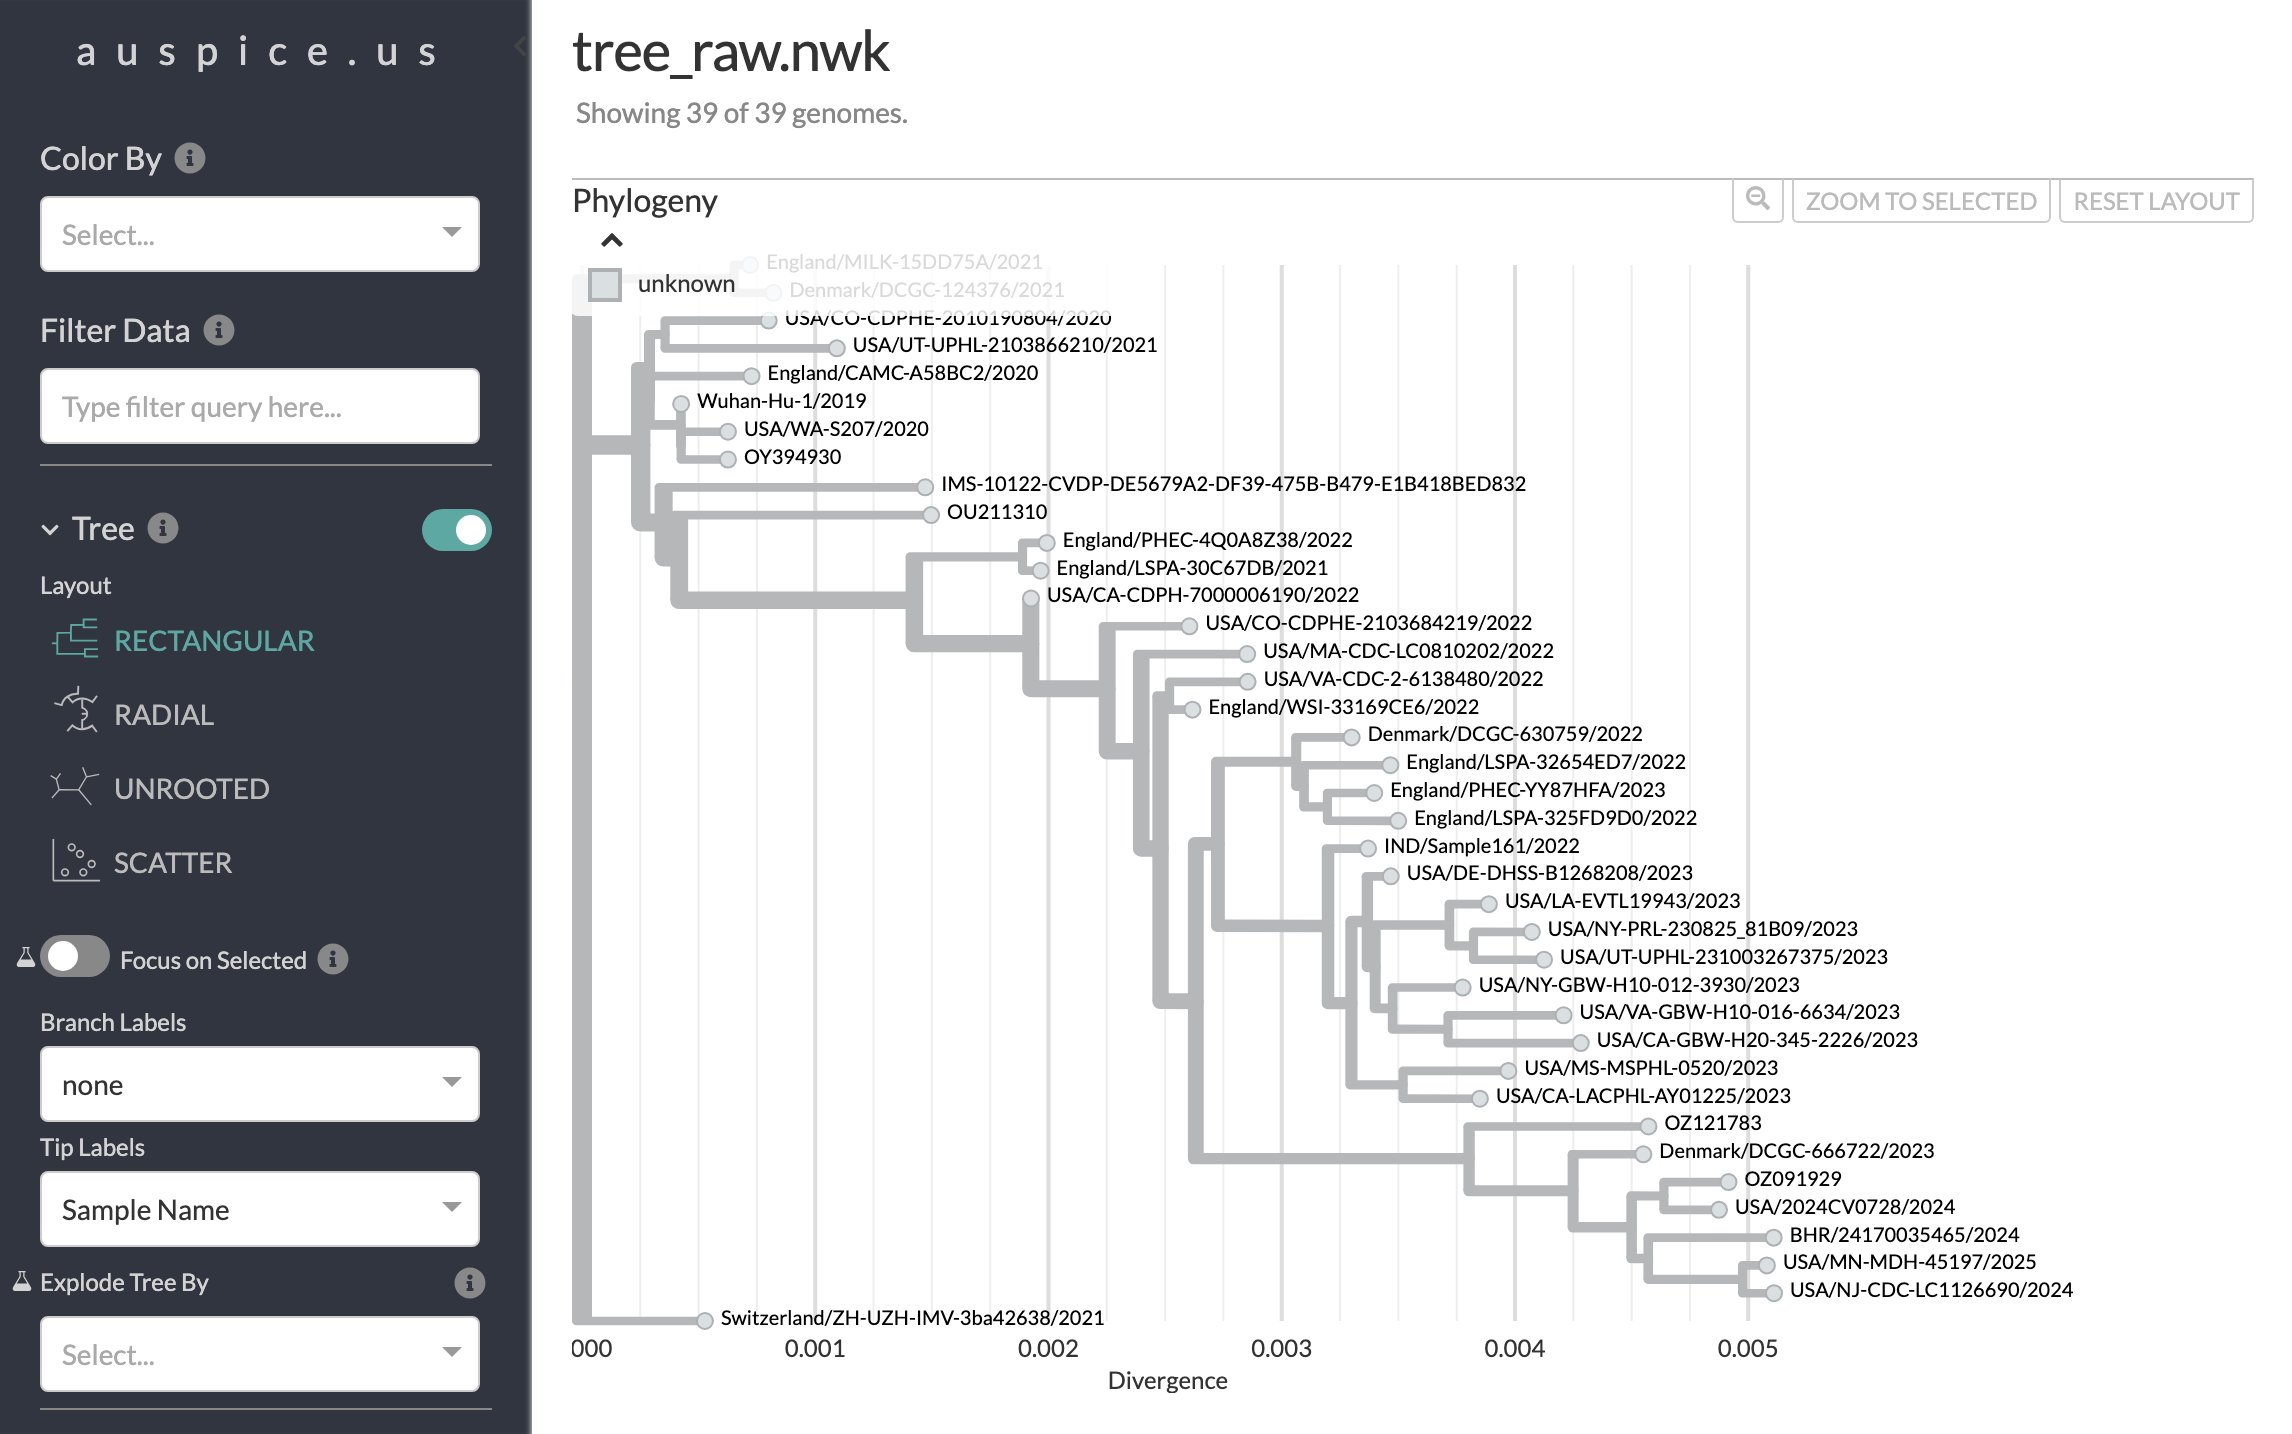 auspice.us
Color By
Select...
Filter Data
Type filter query here...
Tree
Layout
RECTANGULAR
RADIAL
UNROOTED
SCATTER
Focus on Selected
Branch Labels
none
Tip Labels
Sample Name
Explode Tree By
Select...
tree_raw.nwk
Showing 39 of 39 genomes.
Phylogeny
ZOOM TO SELECTED
RESET LAYOUT
unknown
England/MILK-15DD75A/2021
Denmark/DCGC-124376/2021
USA/CO-CDPHE-2010190804/2020
USA/UT-UPHL-2103866210/2021
England/CAMC-A58BC2/2020
Wuhan-Hu-1/2019
USA/WA-S207/2020
OY394930
IMS-10122-CVDP-DE5679A2-DF39-475B-B479-E1B418BED832
OU211310
England/PHEC-4Q0A8Z38/2022
England/LSPA-30C67DB/2021
USA/CA-CDPH-7000006190/2022
USA/CO-CDPHE-2103684219/2022
USA/MA-CDC-LC0810202/2022
USA/VA-CDC-2-6138480/2022
England/WSI-33169CE6/2022
Denmark/DCGC-630759/2022
England/LSPA-32654ED7/2022
England/PHEC-YY87HFA/2023
England/LSPA-325FD9D0/2022
IND/Sample161/2022
USA/DE-DHSS-B1268208/2023
USA/LA-EVTL19943/2023
USA/NY-PRL-230825_81B09/2023
USA/UT-UPHL-231003267375/2023
USA/NY-GBW-H10-012-3930/2023
USA/VA-GBW-H10-016-6634/2023
USA/CA-GBW-H20-345-2226/2023
USA/MS-MSPHL-0520/2023
USA/CA-LACPHL-AY01225/2023
OZ121783
Denmark/DCGC-666722/2023
OZ091929
USA/2024CV0728/2024
BHR/24170035465/2024
USA/MN-MDH-45197/2025
USA/NJ-CDC-LC1126690/2024
Switzerland/ZH-UZH-IMV-3ba42638/2021
000 0.001 0.002 0.003 0.004 0.005
Divergence